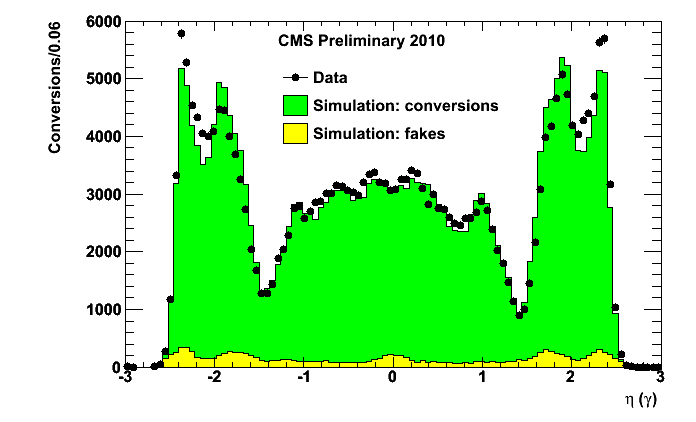 Conversions/0.06
6000
5000
4000
3000
2000
1000
0
CMS Preliminary 2010
Data
Simulation: conversions
Simulation: fakes
-3 -2 -1 0 1 2 3
η (γ)